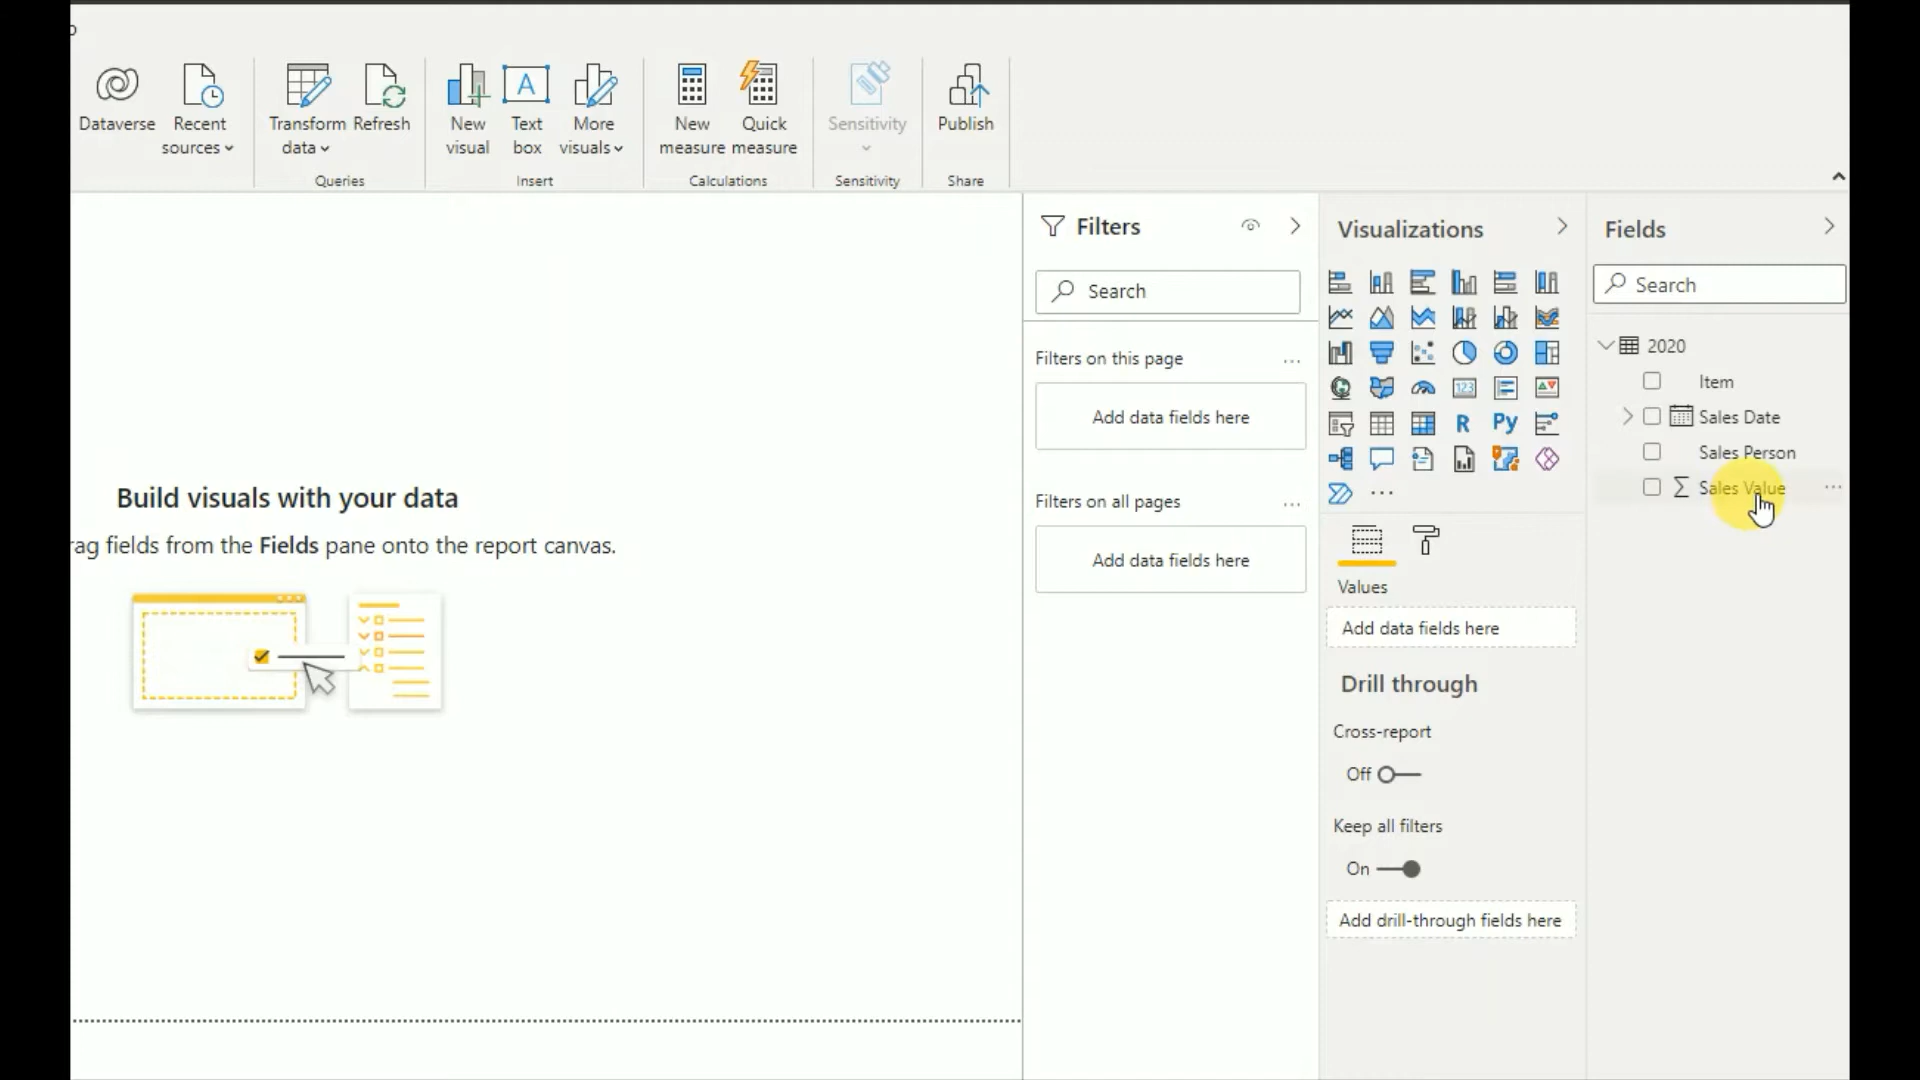 Dataverse
Recent
sources
Transform
data
Refresh
Queries
New
visual
Text
box
More
visuals
Insert
New
measure
Quick
measure
Calculations
Sensitivity
Sensitivity
Publish
Share
Filters
Search
Filters on this page
...
Add data fields here
Filters on all pages
...
Add data fields here
Visualizations
123
R
Py
...
Values
Add data fields here
Drill through
Cross-report
Off
Keep all filters
On
Add drill-through fields here
Fields
Search
2020
Item
Sales Date
Sales Person
Σ Sales Value
...
Build visuals with your data
rag fields from the Fields pane onto the report canvas.
A